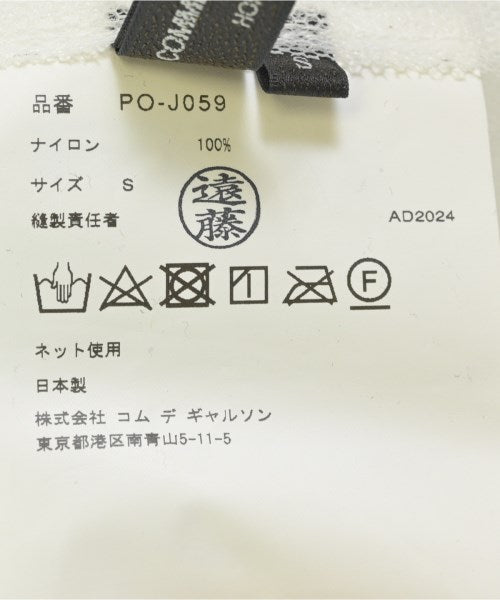 COMME
HO
品番 PO-J059
ナイロン 100%
サイズ S
遠藤
縫製責任者 AD2024
F
ネット使用
日本製
株式会社 コム デ ギャルソン
東京都港区南青山5-11-5